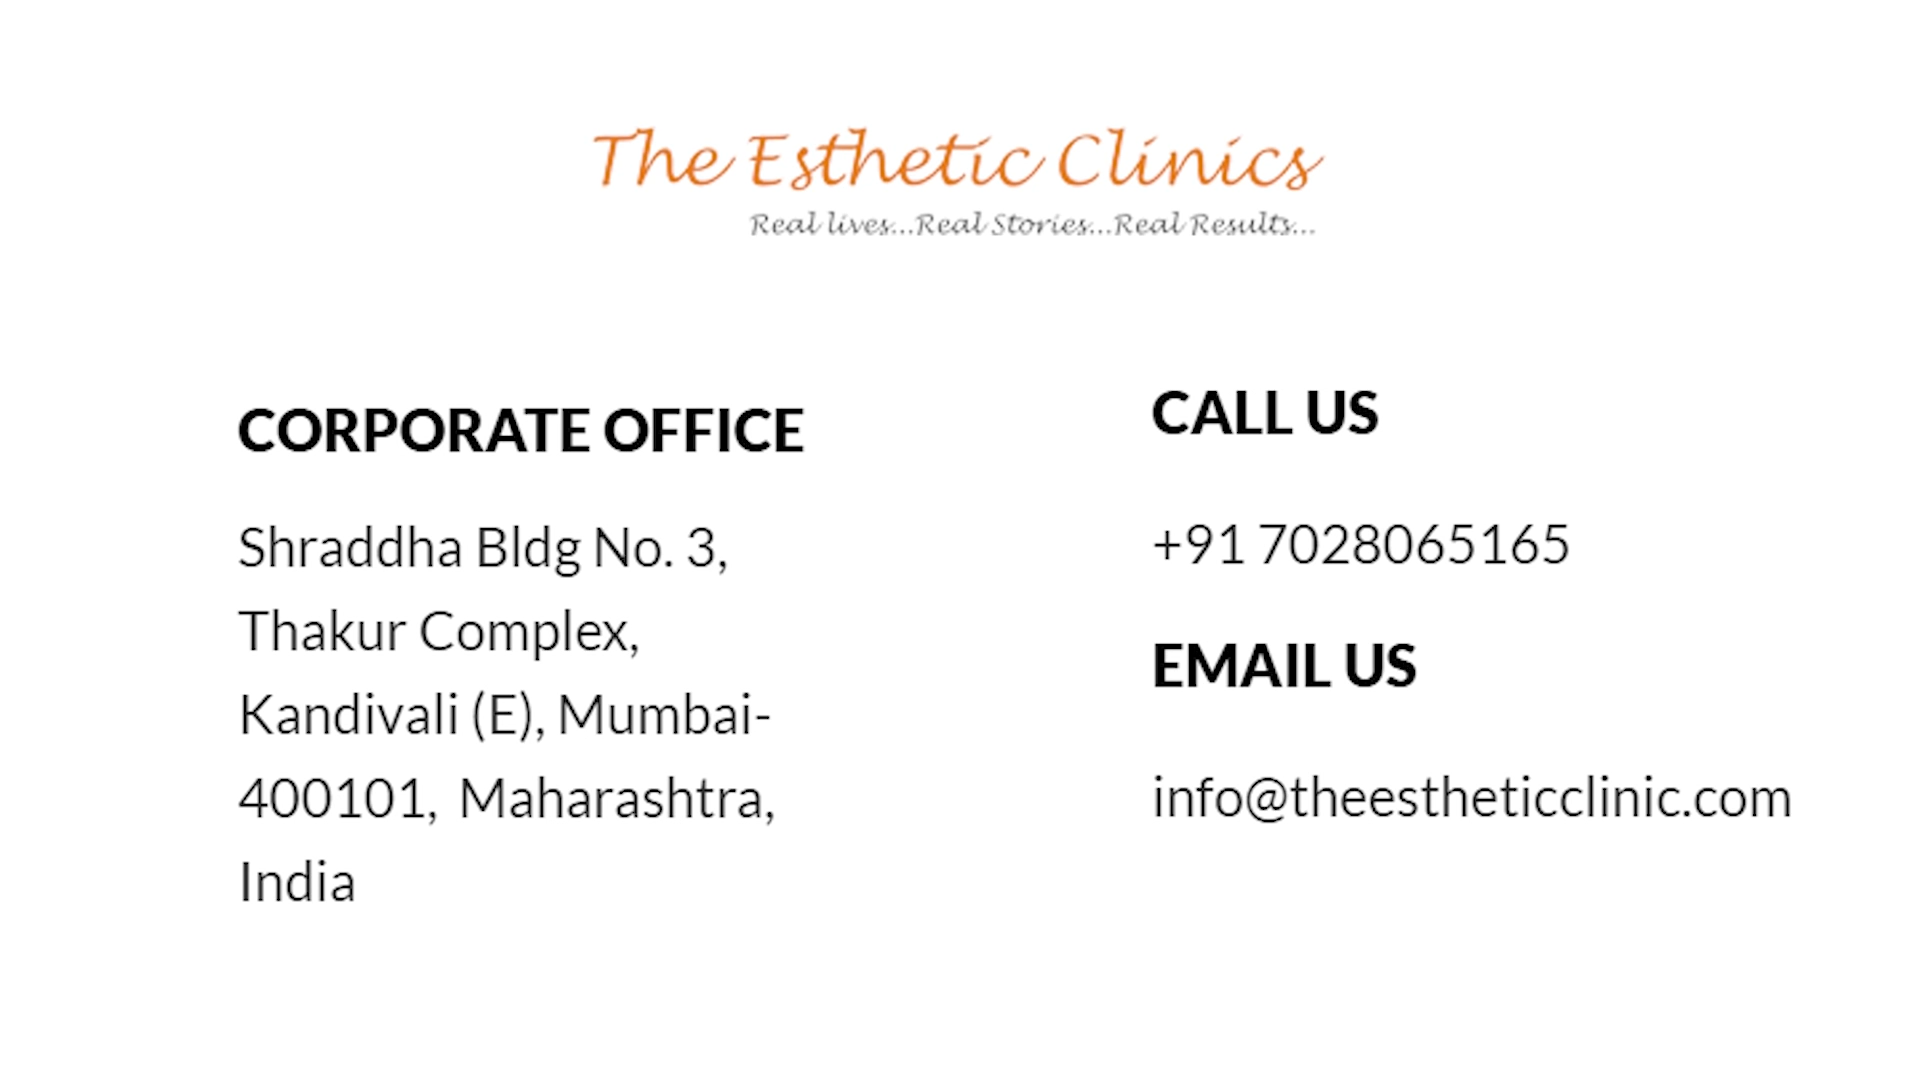 The Esthetic Clinics
Real lives...Real Stories...Real Results...
CORPORATE OFFICE
Shraddha Bldg No. 3,
Thakur Complex,
Kandivali (E), Mumbai-
400101, Maharashtra,
India
CALL US
+91 7028065165
EMAIL US
info@theestheticclinic.com